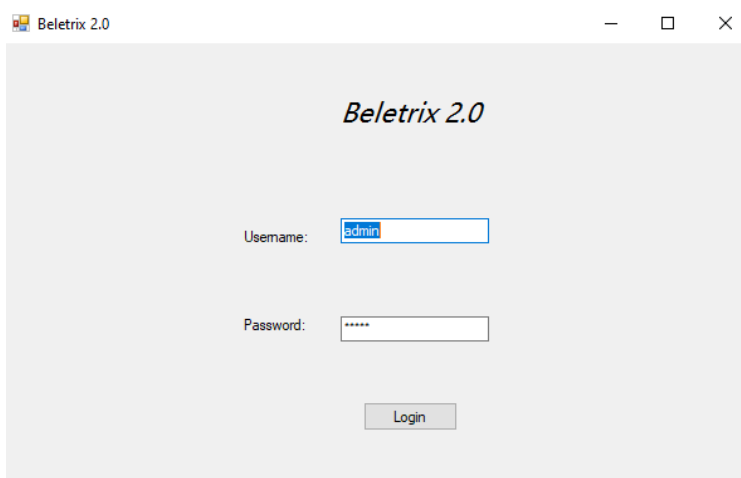 Beletrix 2.0
Beletrix 2.0
Username:
admin
Password:
*****
Login